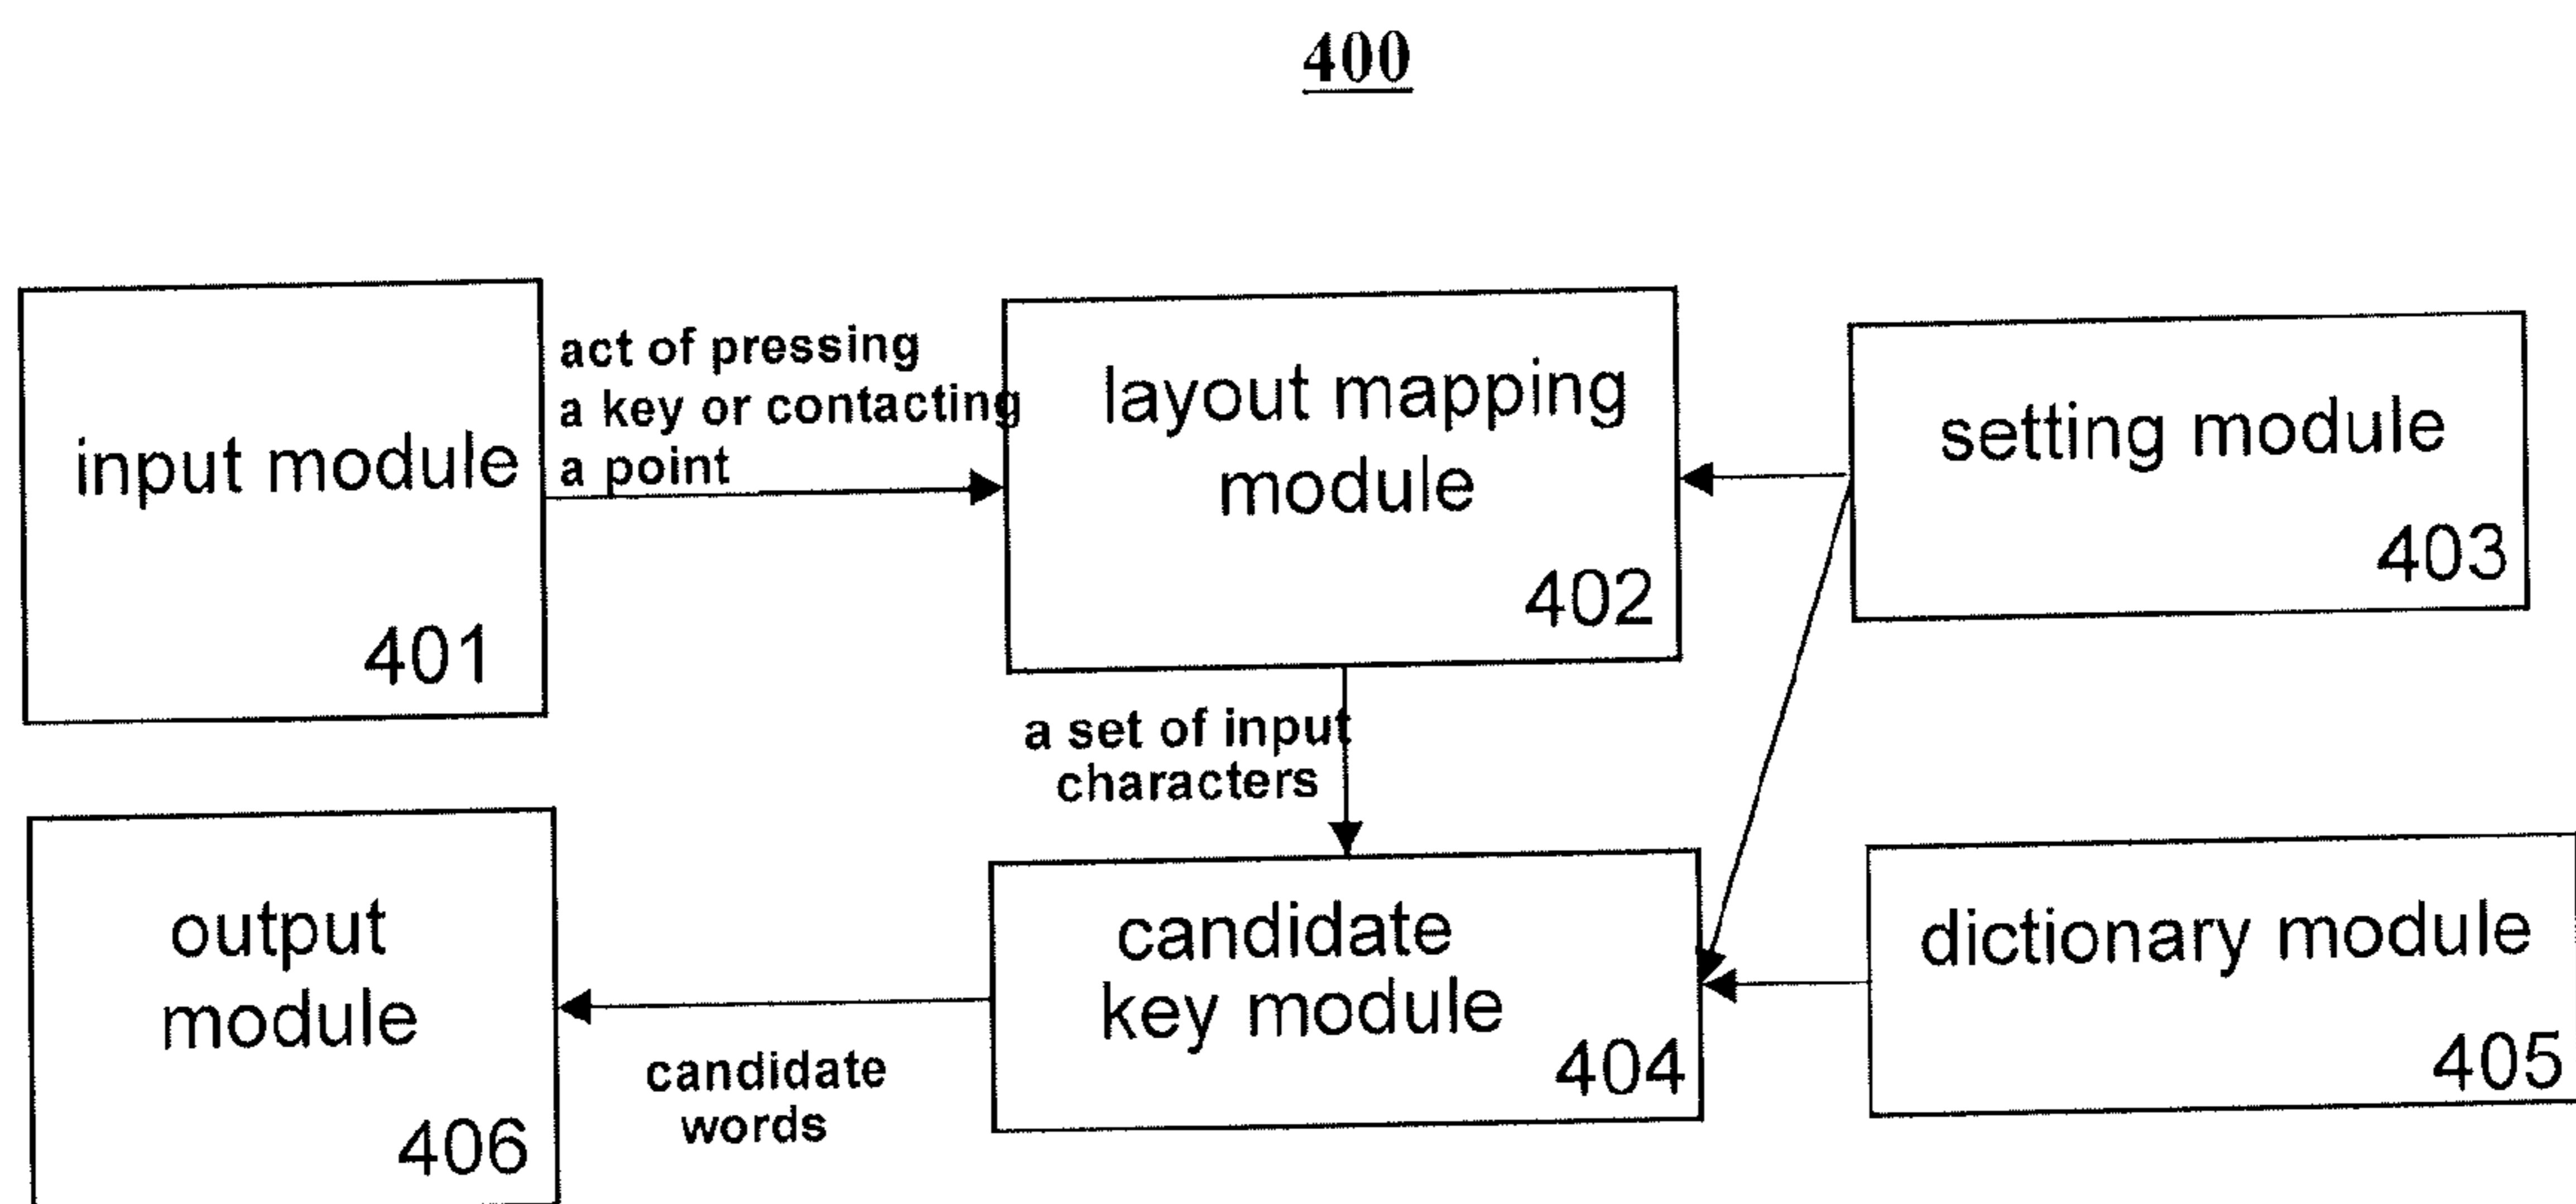 400
input module
401
act of pressing
a key or contacting
a point
layout mapping
module
402
setting module
403
a set of input
characters
output
module
406
candidate
words
candidate
key module
404
dictionary module
405